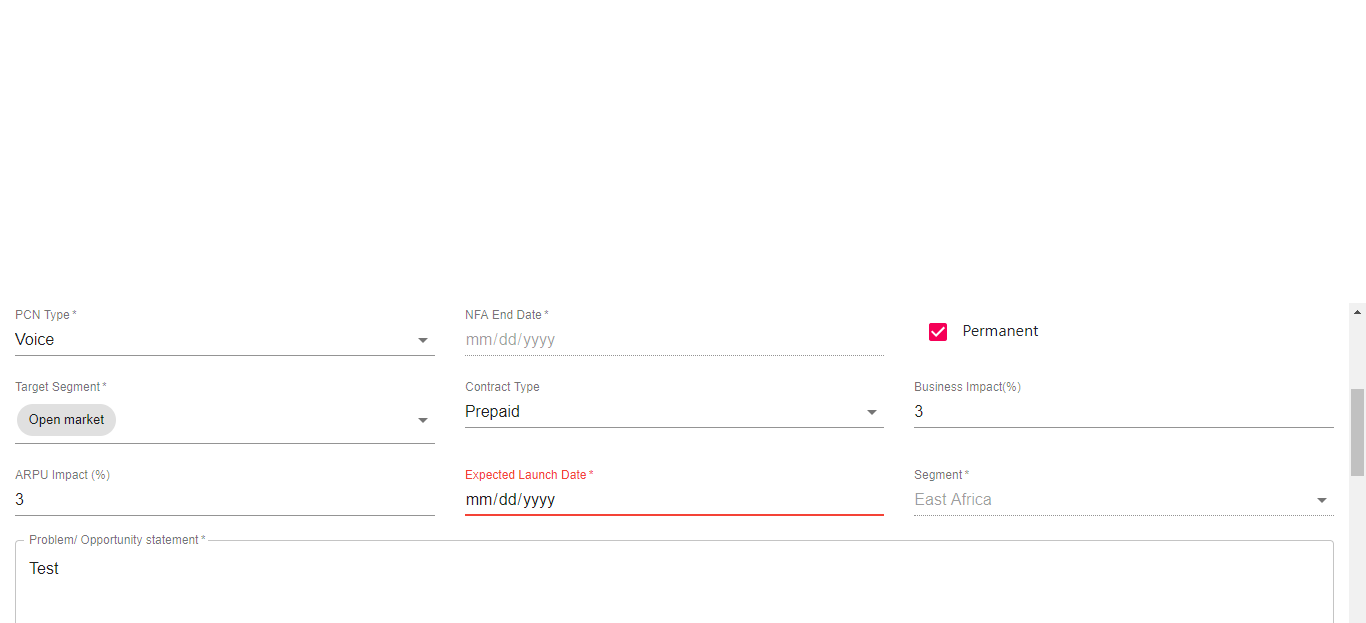 PCN Type *
NFA End Date *
Voice
mm/dd/yyyy
Permanent
Target Segment *
Contract Type
Business Impact(%)
Open market
Prepaid
3
ARPU Impact (%)
Expected Launch Date *
Segment *
3
mm/dd/yyyy
East Africa
Problem/ Opportunity statement *
Test